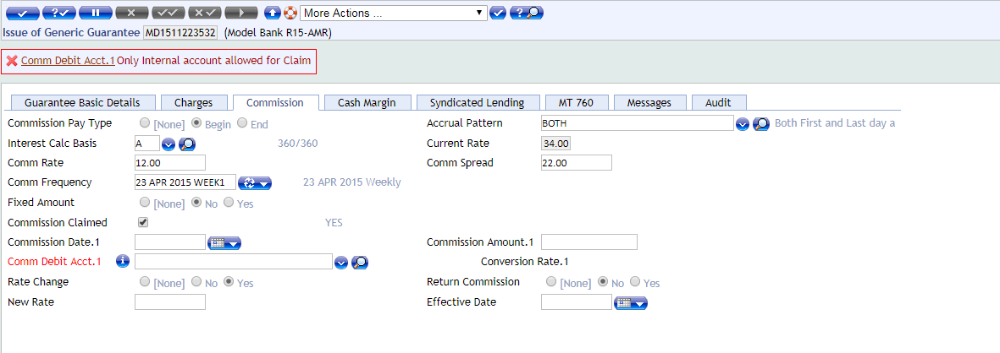 More Actions ...
Issue of Generic Guarantee MD1511223532 (Model Bank R15-AMR)
Comm Debit Acct.1 Only Internal account allowed for Claim
Guarantee Basic Details Charges Commission Cash Margin Syndicated Lending MT 760 Messages Audit
Commission Pay Type [None] Begin End Accrual Pattern BOTH Both First and Last day a
Interest Calc Basis A 360/360 Current Rate 34.00
Comm Rate 12.00 Comm Spread 22.00
Comm Frequency 23 APR 2015 WEEK1 23 APR 2015 Weekly
Fixed Amount [None] No Yes
Commission Claimed YES
Commission Date.1 Commission Amount.1
Comm Debit Acct.1 Conversion Rate.1
Rate Change [None] No Yes Return Commission [None] No Yes
New Rate Effective Date